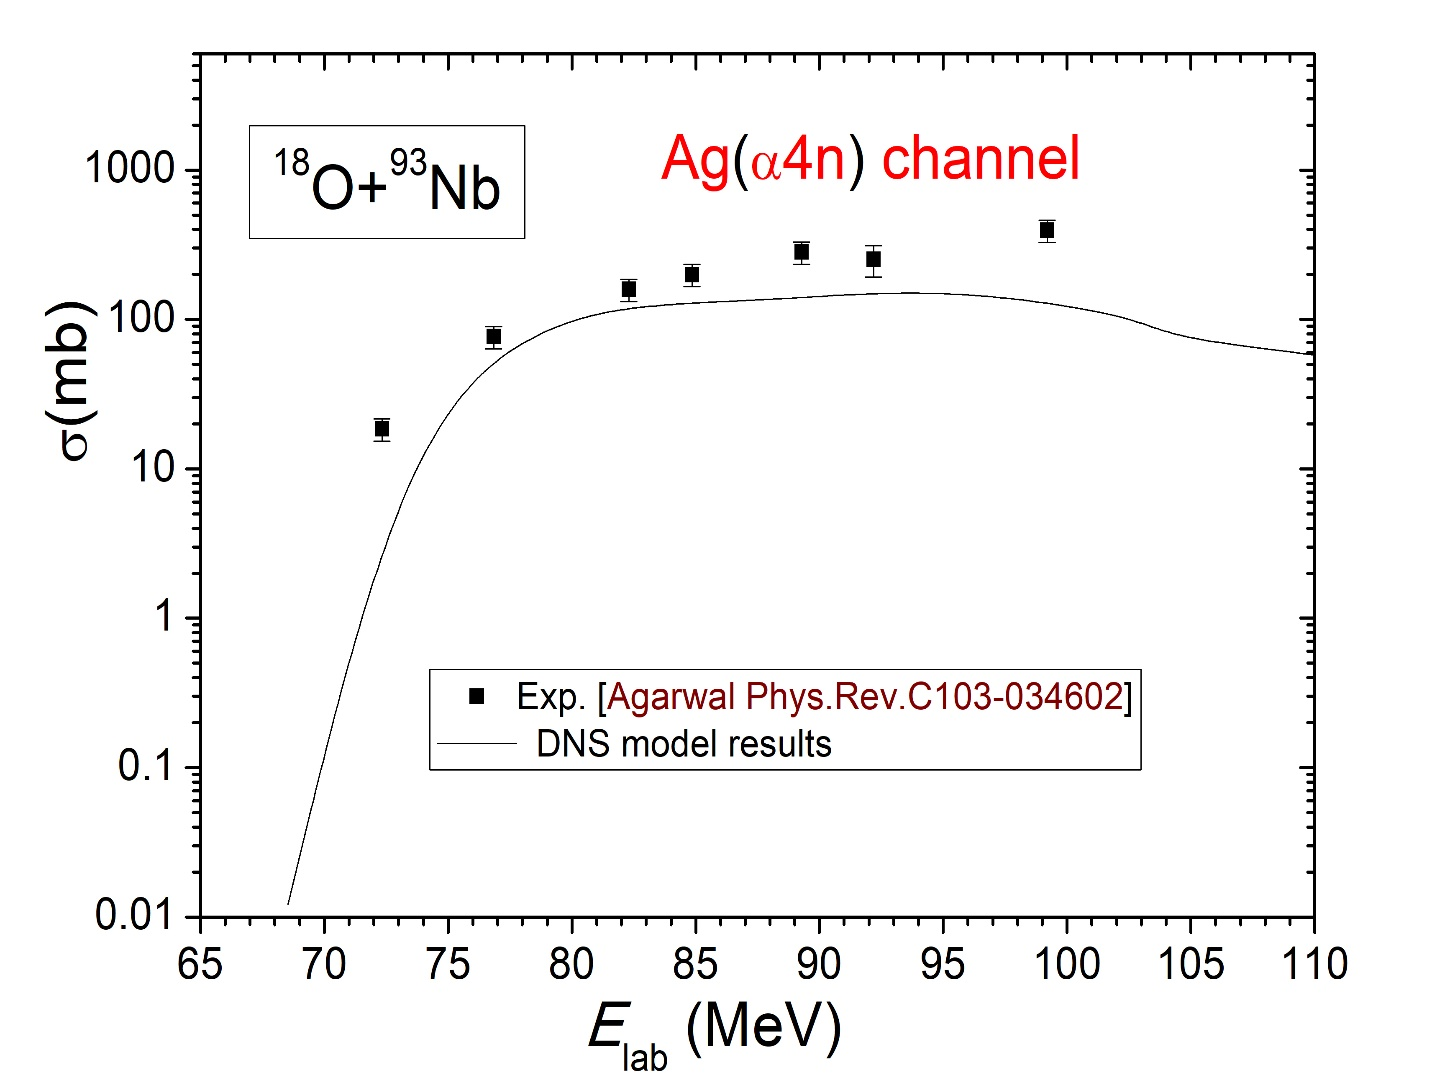 ¹⁸O+⁹³Nb
Ag(α4n) channel
1000
100
10
1
0.1
0.01
σ(mb)
Exp. [Agarwal Phys.Rev.C103-034602]
DNS model results
65 70 75 80 85 90 95 100 105 110
E_lab (MeV)